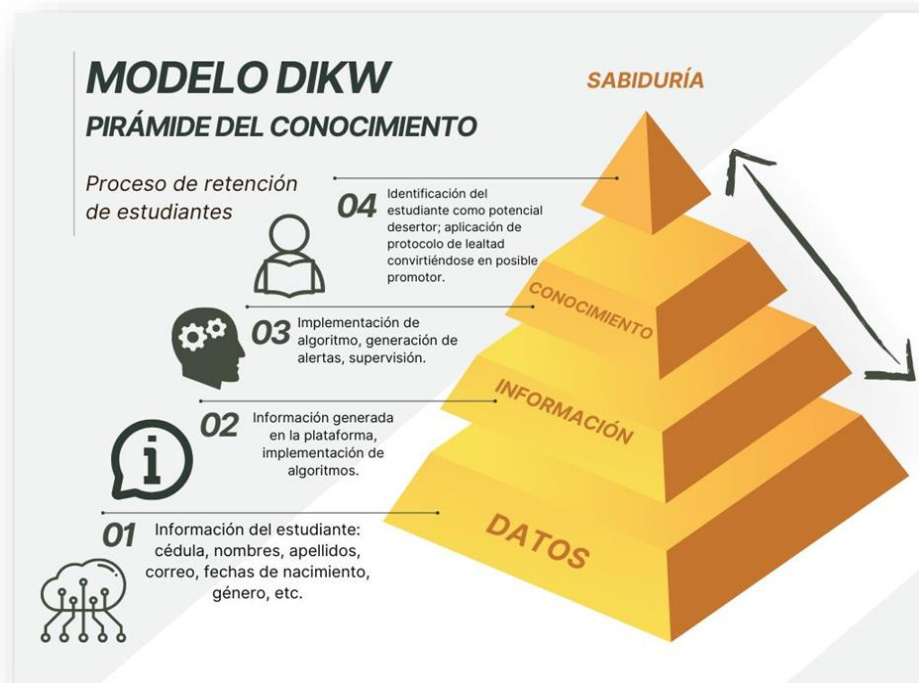 MODELO DIKW
PIRÁMIDE DEL CONOCIMIENTO
Proceso de retención
de estudiantes
SABIDURÍA
04
Identificación del
estudiante como potencial
desertor; aplicación de
protocolo de lealtad
convirtiéndose en posible
promotor.
CONOCIMIENTO
03
Implementación de
algoritmo, generación de
alertas, supervisión.
INFORMACIÓN
02
Información generada
en la plataforma,
implementación de
algoritmos.
DATOS
01
Información del estudiante:
cédula, nombres, apellidos,
correo, fechas de nacimiento,
género, etc.